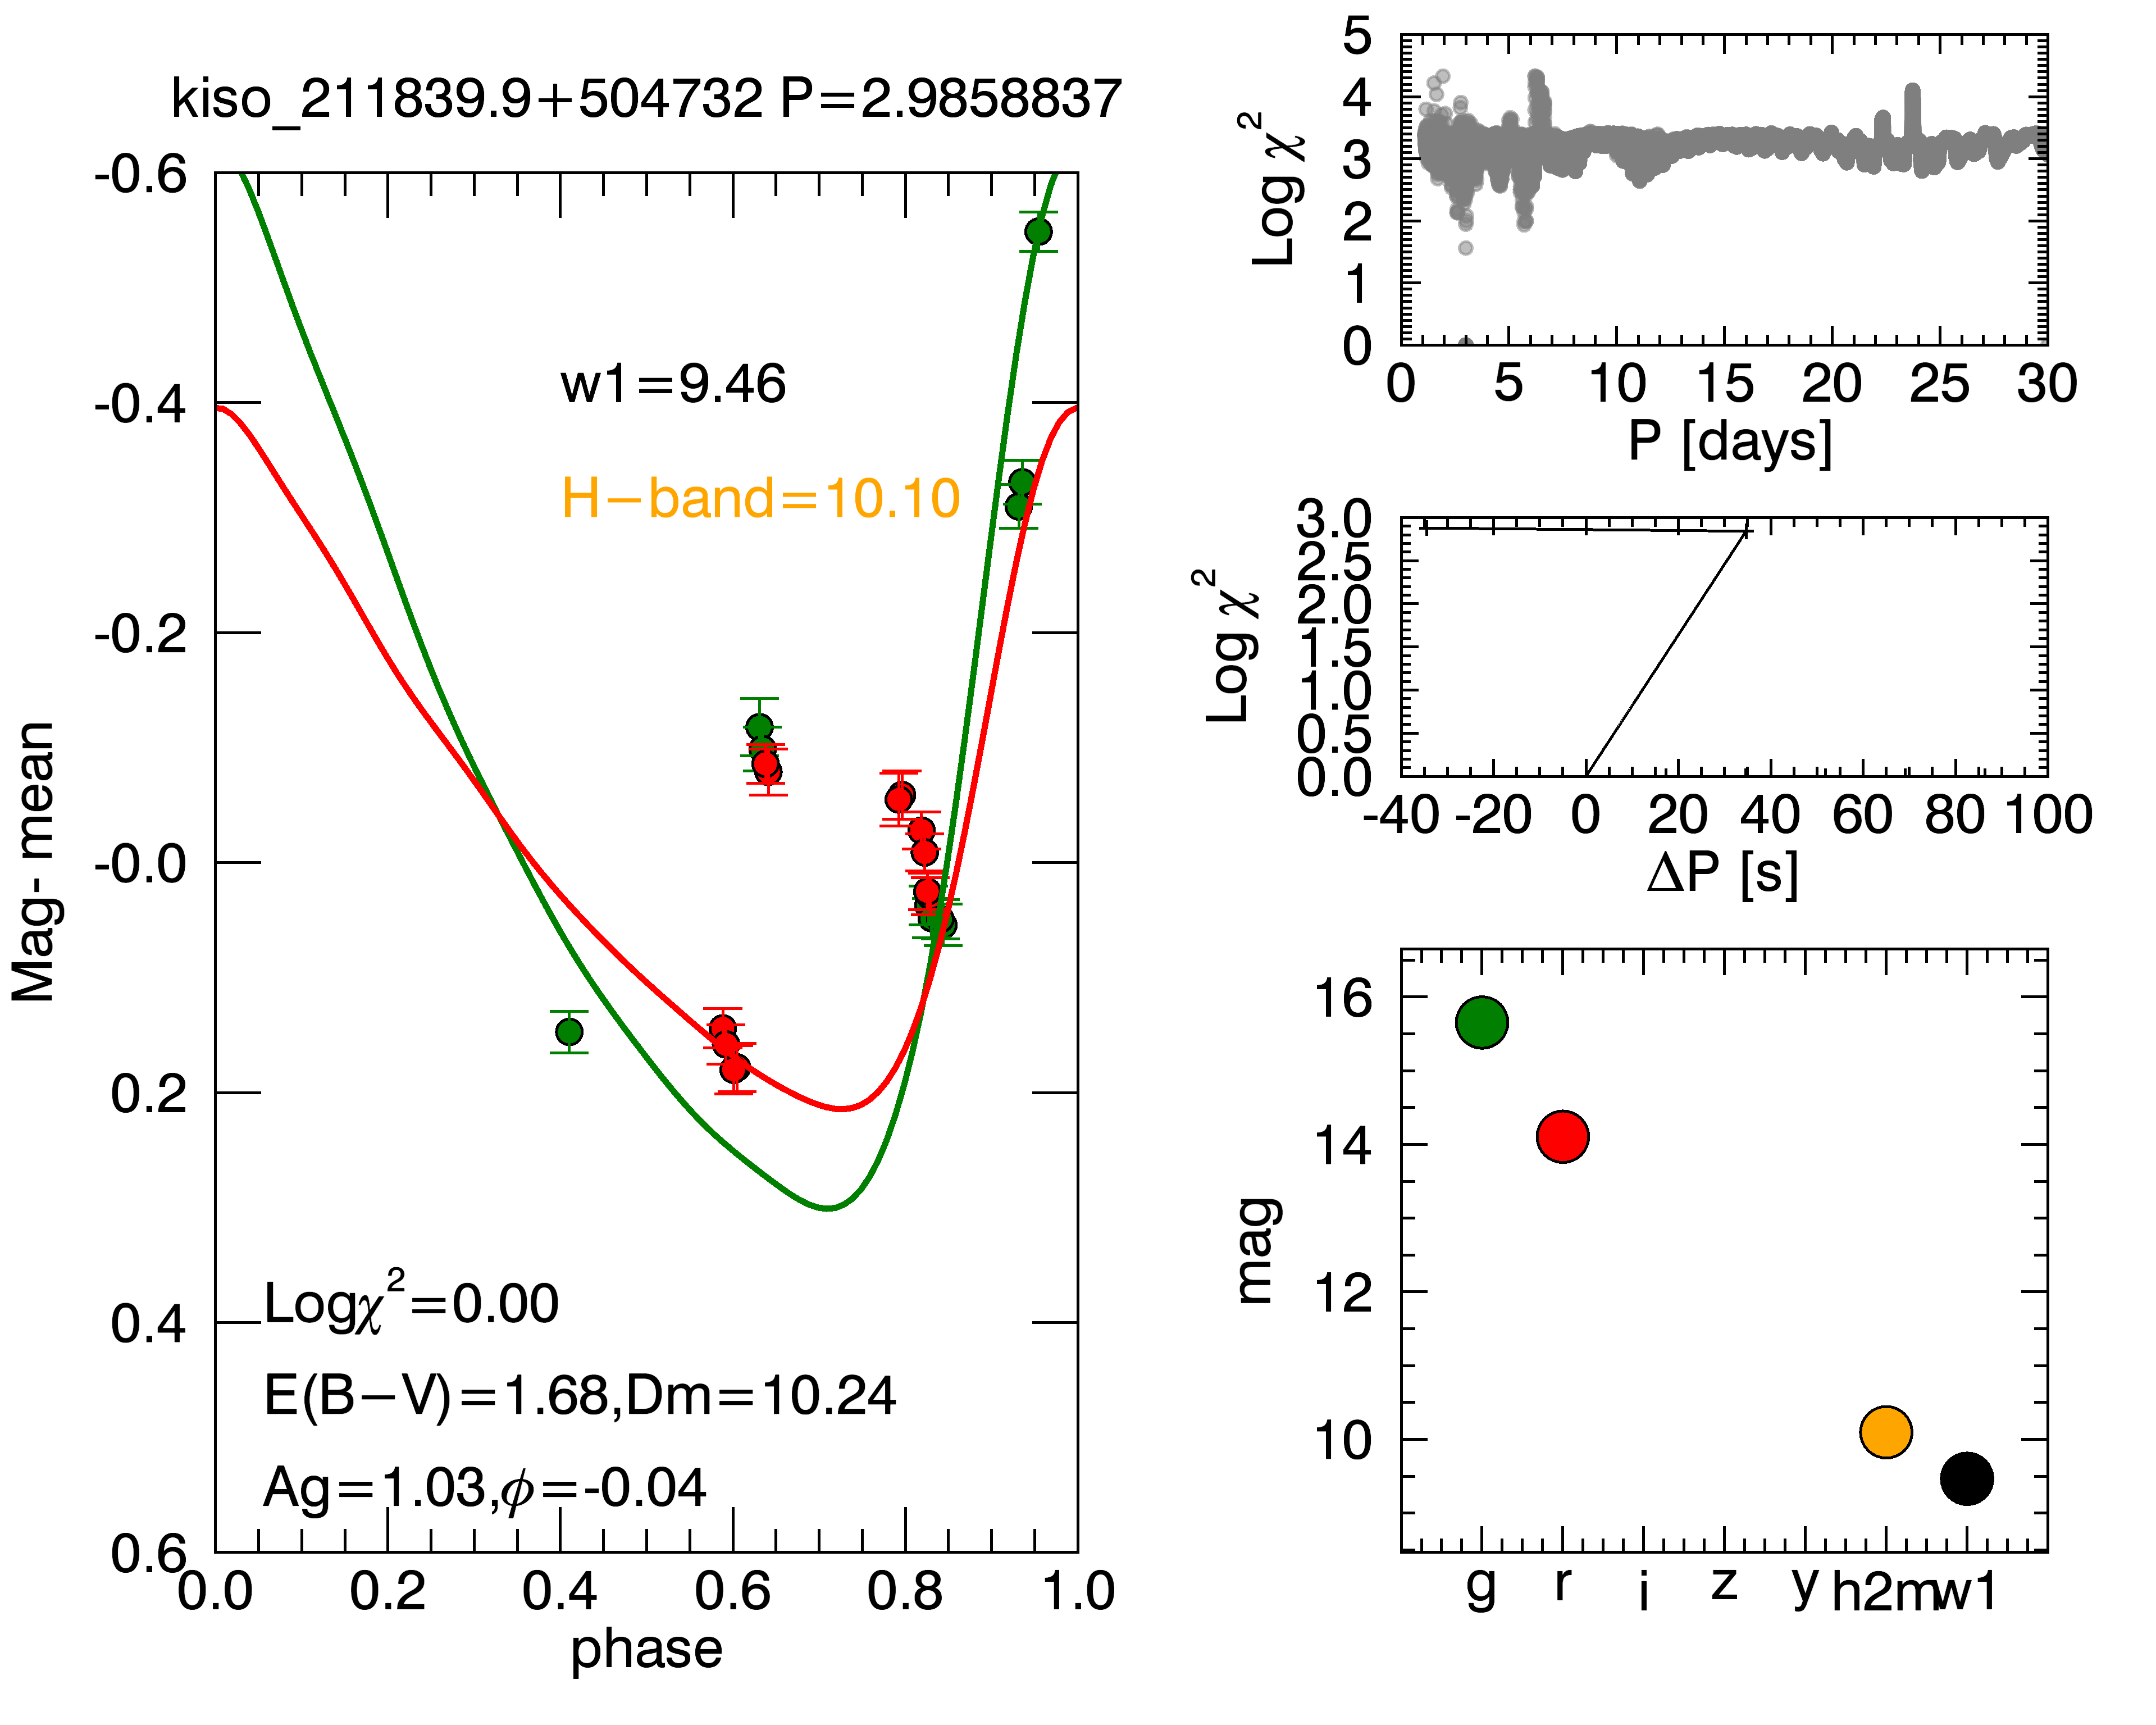 kiso_211839.9+504732 P=2.9858837
-0.6
-0.4
-0.2
-0.0
0.2
0.4
0.6
Mag- mean
w1=9.46
H-band=10.10
Logχ²=0.00
E(B-V)=1.68,Dm=10.24
Ag=1.03,ϕ=-0.04
0.0 0.2 0.4 0.6 0.8 1.0
phase
5
4
3
2
1
0
Log χ²
0 5 10 15 20 25 30
P [days]
3.0
2.5
2.0
1.5
1.0
0.5
0.0
Log χ²
-40 -20 0 20 40 60 80 100
ΔP [s]
16
14
12
10
mag
g r i z y h2m w1